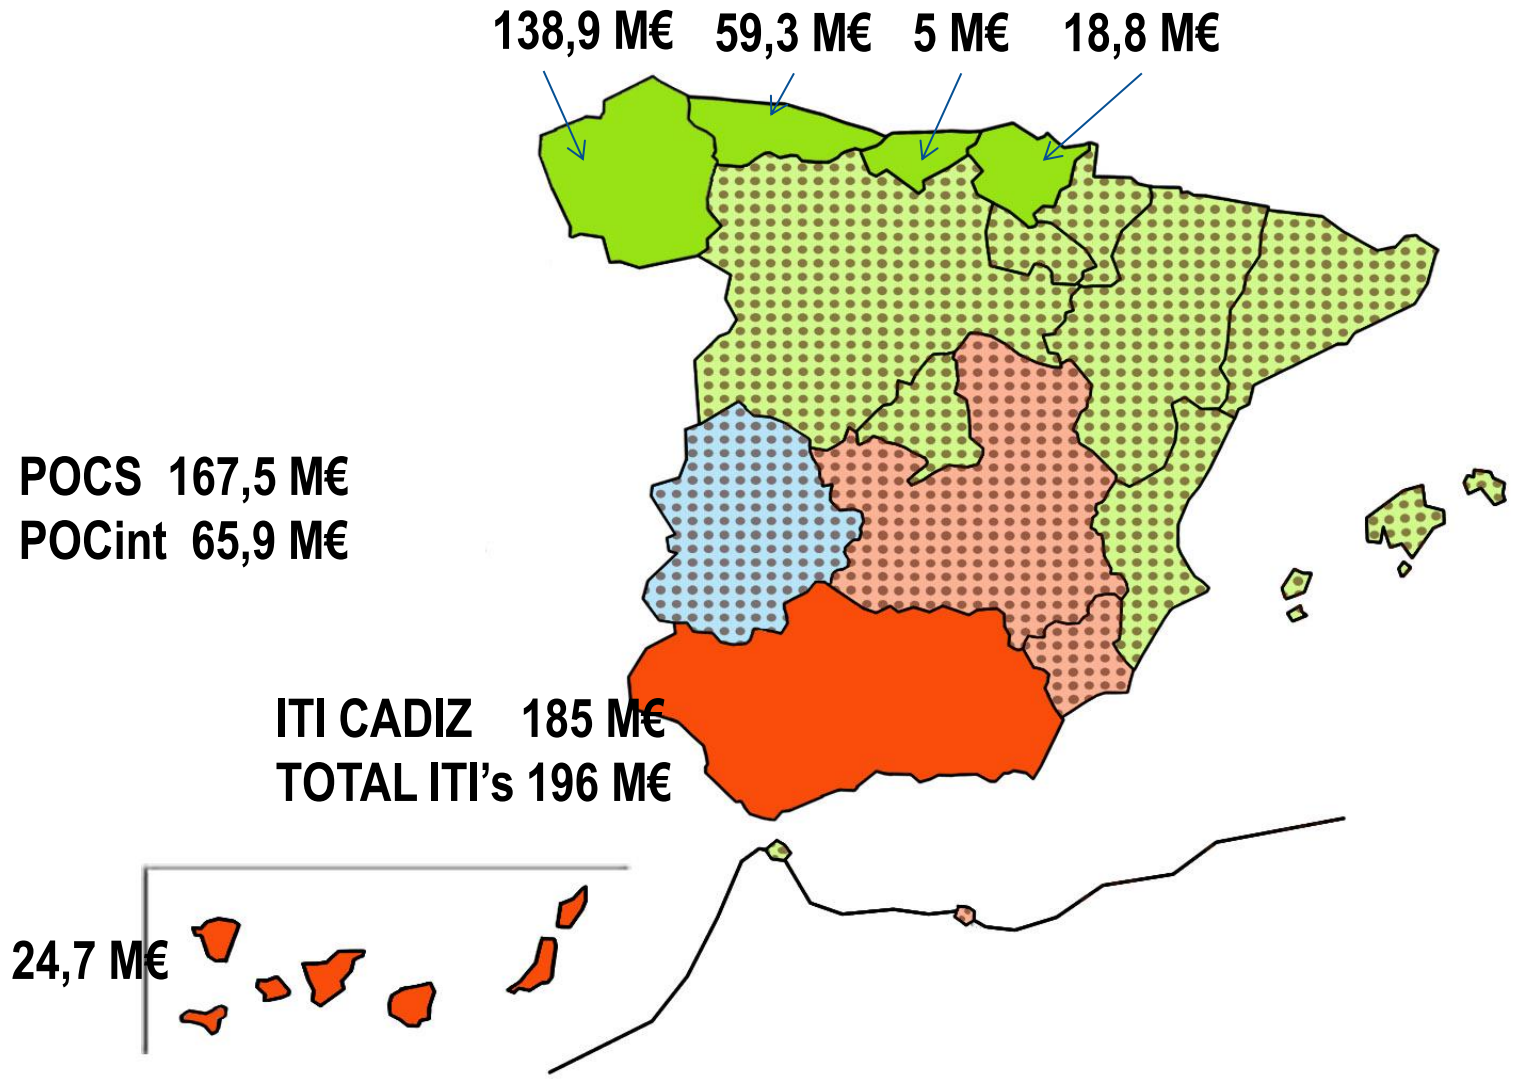 138,9 M€ 59,3 M€ 5 M€ 18,8 M€
POCS 167,5 M€
POCint 65,9 M€
ITI CADIZ 185 M€
TOTAL ITI’s 196 M€
24,7 M€